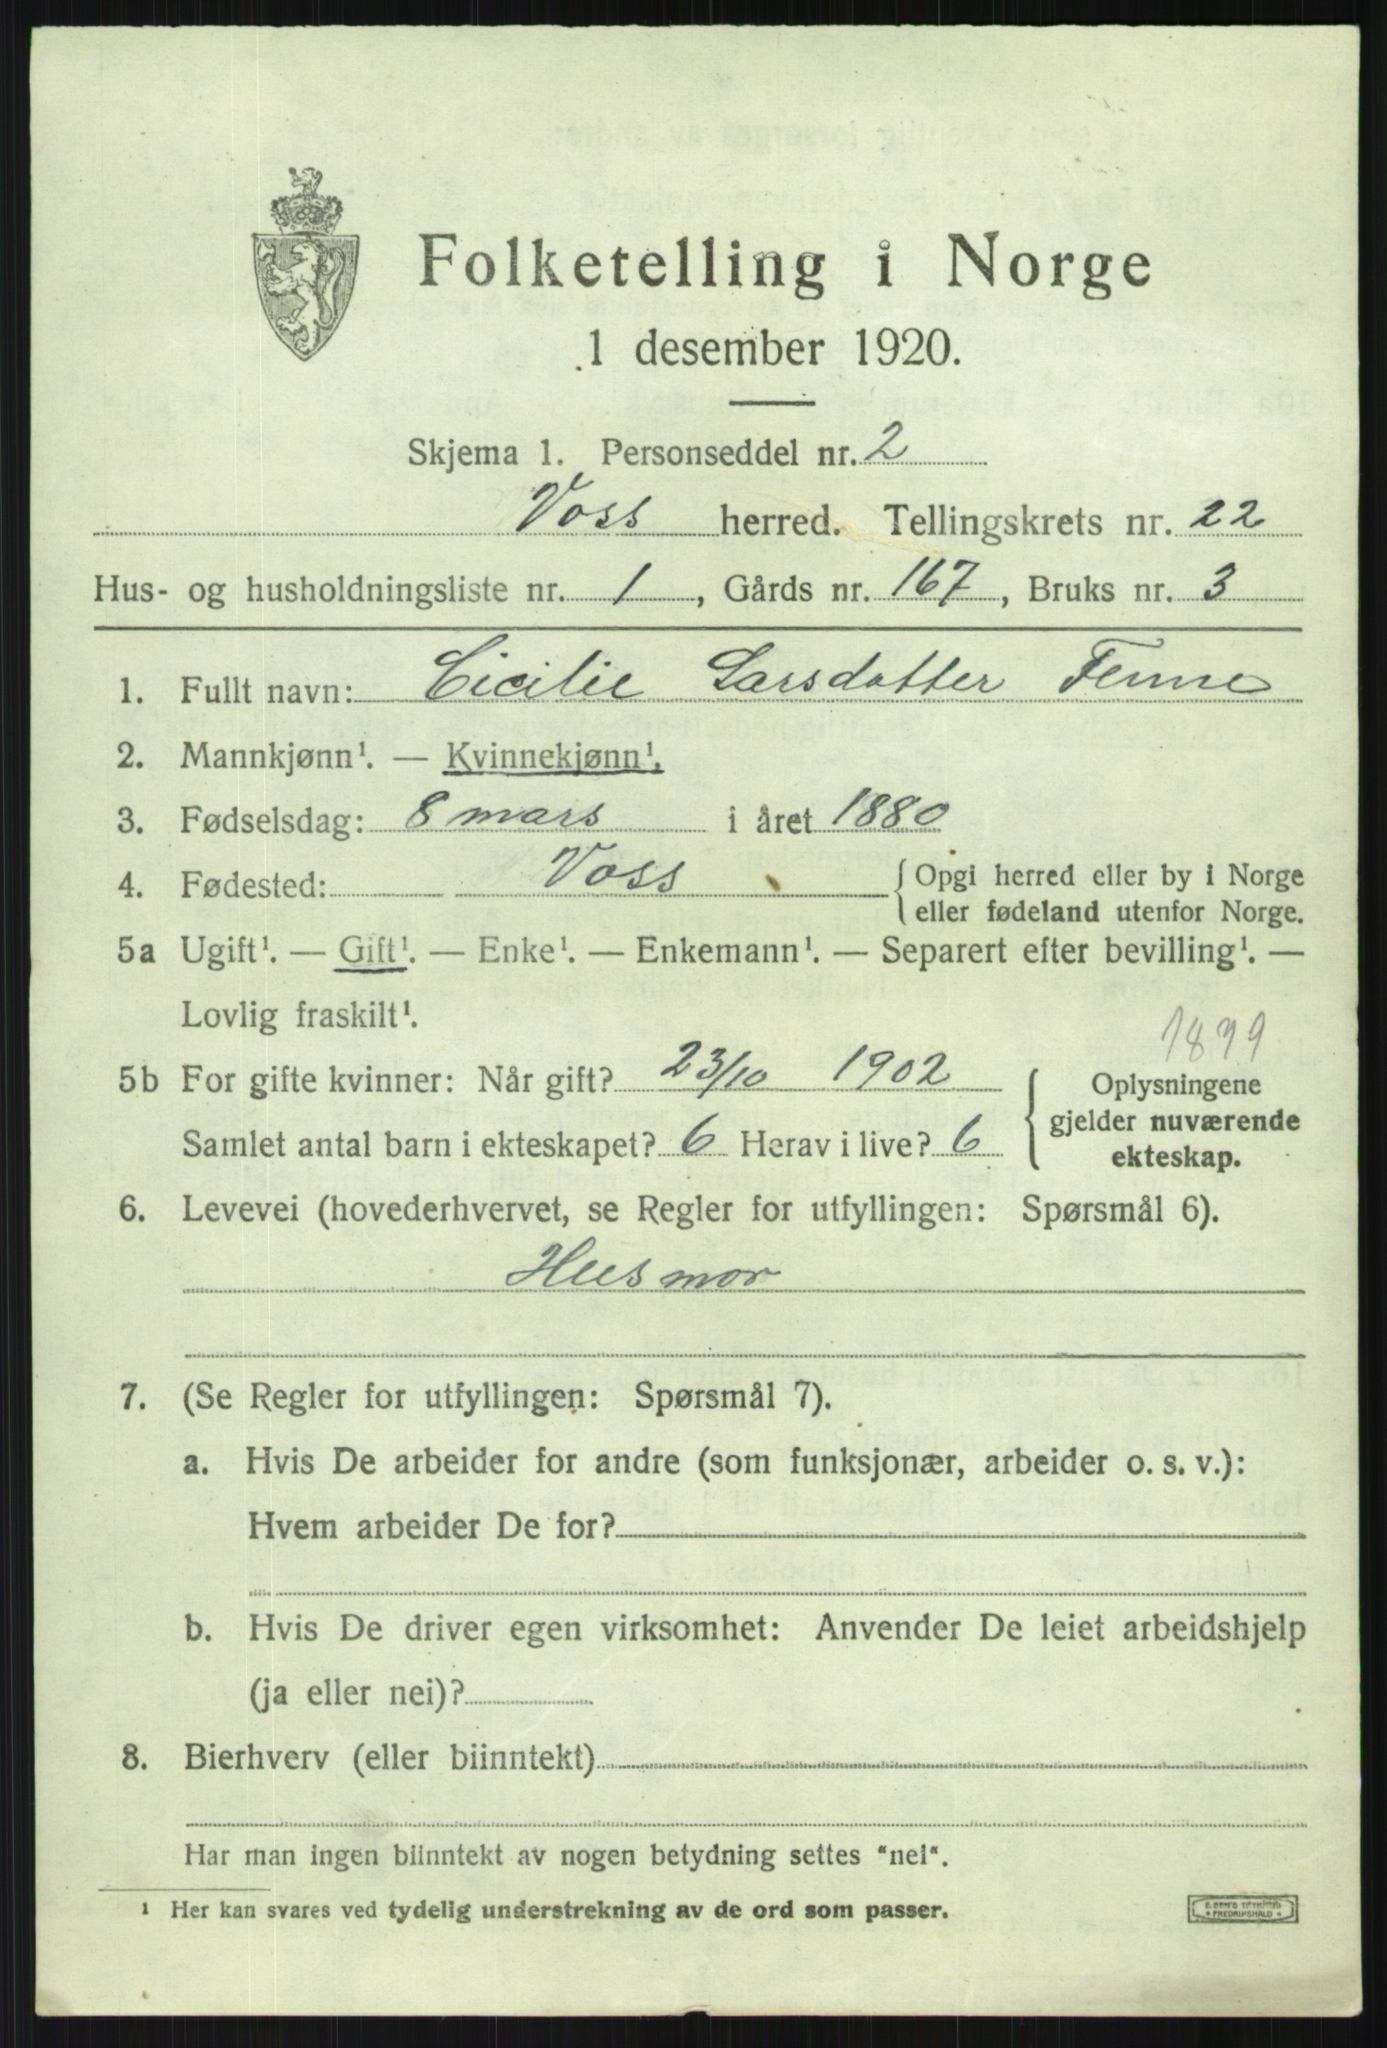 Folketelling i Norge
1 desember 1920.
Skjema 1. Personseddel nr. 2
Voss herred. Tellingskrets nr. 22
Hus- og husholdningsliste nr. 1, Gårds nr. 167, Bruks nr. 3
1. Fullt navn: Cicilie Larsdatter Fenne
2. Mannkjønn¹. — Kvinnekjønn¹.
3. Fødselsdag: 8 mars i året 1880
4. Fødested: Voss { Opgi herred eller by i Norge
eller fødeland utenfor Norge.
5a Ugift¹. — Gift¹. — Enke¹. — Enkemann¹. — Separert efter bevilling¹. —
Lovlig fraskilt¹.
1899
5b For gifte kvinner: Når gift? 23/10 1902
Samlet antal barn i ekteskapet? 6 Herav i live? 6
{ Oplysningene
gjelder nuværende
ekteskap.
6. Levevei (hovederhvervet, se Regler for utfyllingen: Spørsmål 6).
Husmor
7. (Se Regler for utfyllingen: Spørsmål 7).
a. Hvis De arbeider for andre (som funksjonær, arbeider o. s. v.):
Hvem arbeider De for?
b. Hvis De driver egen virksomhet: Anvender De leiet arbeidshjelp
(ja eller nei)?
8. Bierhverv (eller biinntekt)
Har man ingen biinntekt av nogen betydning settes "nei".
¹ Her kan svares ved tydelig understrekning av de ord som passer.
FREDRIKSHALD